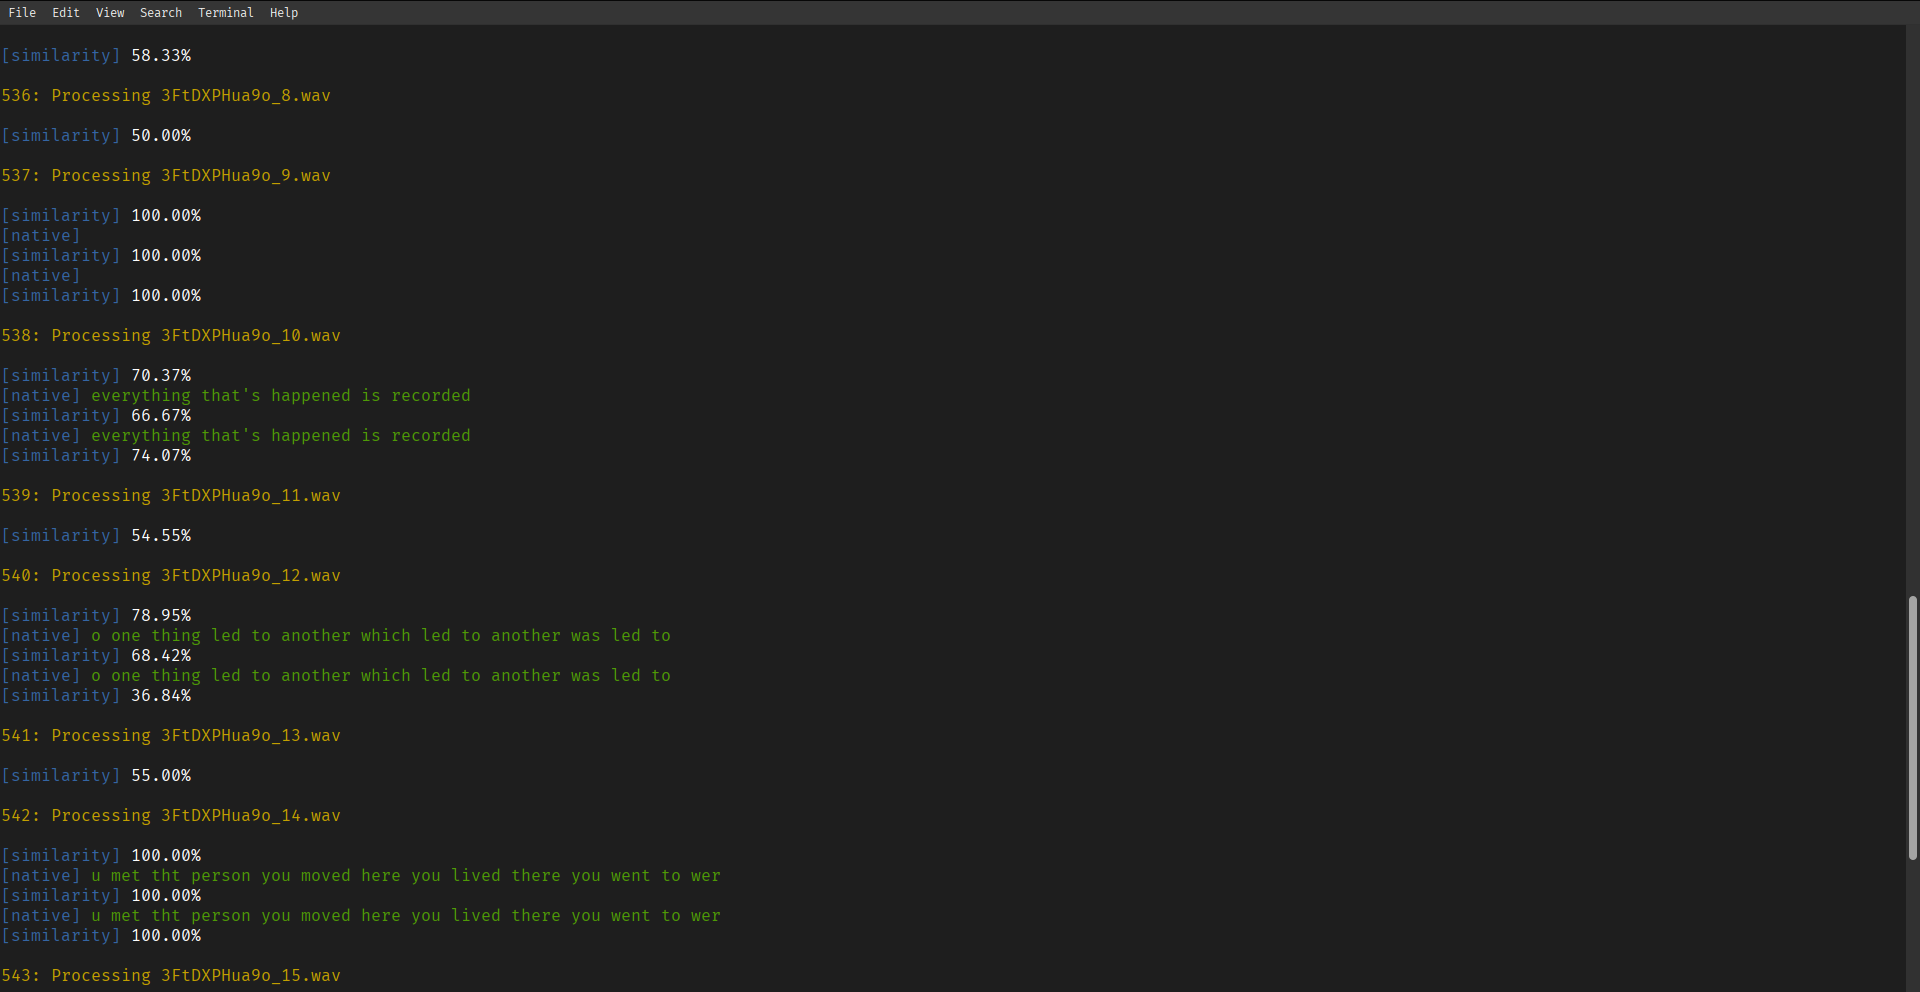 File Edit View Search Terminal Help
[similarity] 58.33%
536: Processing 3FtDXPHua9o_8.wav
[similarity] 50.00%
537: Processing 3FtDXPHua9o_9.wav
[similarity] 100.00%
[native]
[similarity] 100.00%
[native]
[similarity] 100.00%
538: Processing 3FtDXPHua9o_10.wav
[similarity] 70.37%
[native] everything that's happened is recorded
[similarity] 66.67%
[native] everything that's happened is recorded
[similarity] 74.07%
539: Processing 3FtDXPHua9o_11.wav
[similarity] 54.55%
540: Processing 3FtDXPHua9o_12.wav
[similarity] 78.95%
[native] o one thing led to another which led to another was led to
[similarity] 68.42%
[native] o one thing led to another which led to another was led to
[similarity] 36.84%
541: Processing 3FtDXPHua9o_13.wav
[similarity] 55.00%
542: Processing 3FtDXPHua9o_14.wav
[similarity] 100.00%
[native] u met tht person you moved here you lived there you went to wer
[similarity] 100.00%
[native] u met tht person you moved here you lived there you went to wer
[similarity] 100.00%
543: Processing 3FtDXPHua9o_15.wav